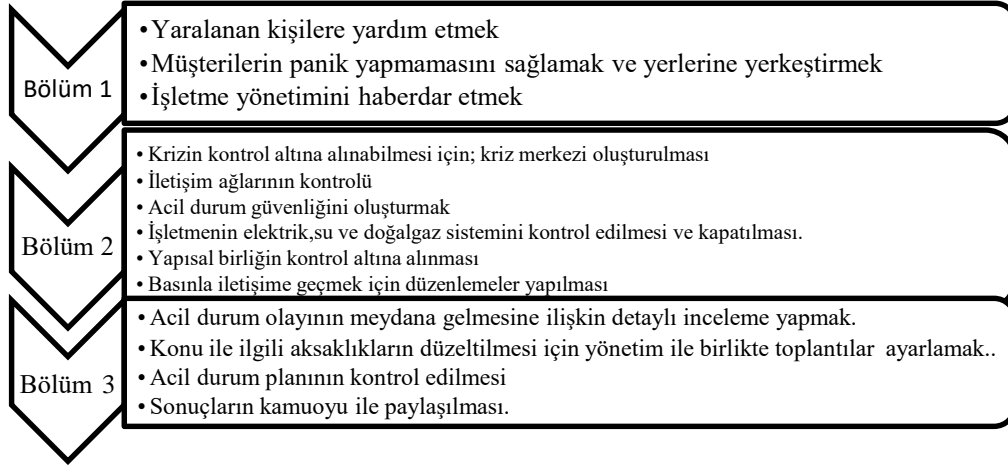 Bölüm 1
•Yaralanan kişilere yardım etmek
•Müşterilerin panik yapmamasını sağlamak ve yerlerine yerkeştirmek
•İşletme yönetimini haberdar etmek
Bölüm 2
• Krizin kontrol altına alınabilmesi için; kriz merkezi oluşturulması
• İletişim ağlarının kontrolü
• Acil durum güvenliğini oluşturmak
• İşletmenin elektrik,su ve doğalgaz sistemini kontrol edilmesi ve kapatılması.
• Yapısal birliğin kontrol altına alınması
• Basınla iletişime geçmek için düzenlemeler yapılması
Bölüm 3
• Acil durum olayının meydana gelmesine ilişkin detaylı inceleme yapmak.
• Konu ile ilgili aksaklıkların düzeltilmesi için yönetim ile birlikte toplantılar ayarlamak..
• Acil durum planının kontrol edilmesi
• Sonuçların kamuoyu ile paylaşılması.